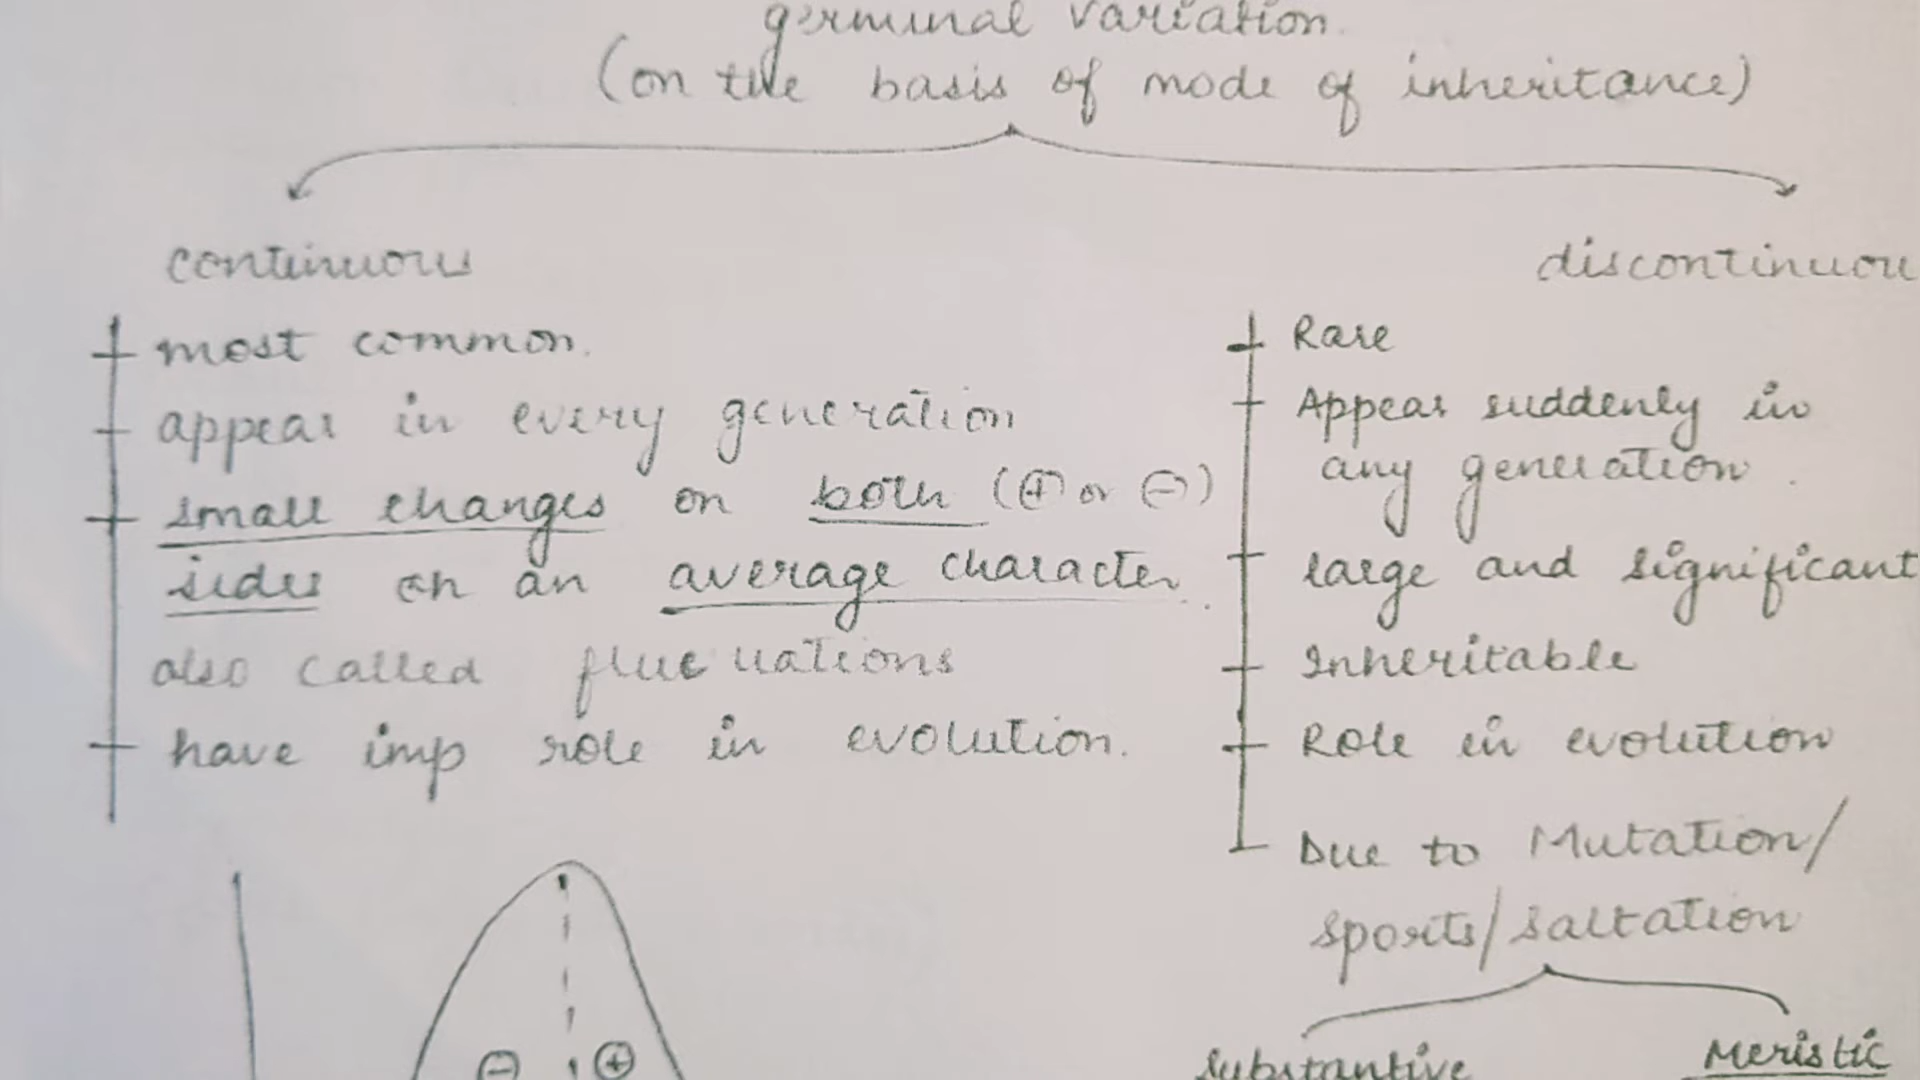 germinal variation.
(on the basis of mode of inheritance)
continuous
most common.
appear in every generation
small changes on both (+ or -)
sides on an average character.
also called fluctuations
have imp role in evolution.
- +
discontinuou
Rare
Appear suddenly in
any generation.
large and significant
Inheritable
Role in evolution
Due to Mutation/
sports/saltation
substantive Meristic